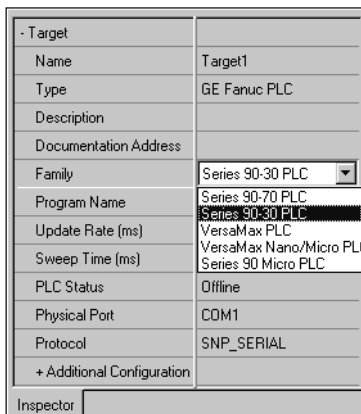 - Target
Name Target1
Type GE Fanuc PLC
Description
Documentation Address
Family Series 90-30 PLC
Program Name Series 90-70 PLC
Series 90-30 PLC
Update Rate (ms) VersaMax PLC
VersaMax Nano/Micro PL
Sweep Time (ms) Series 90 Micro PLC
PLC Status Offline
Physical Port COM1
Protocol SNP_SERIAL
+ Additional Configuration
Inspector